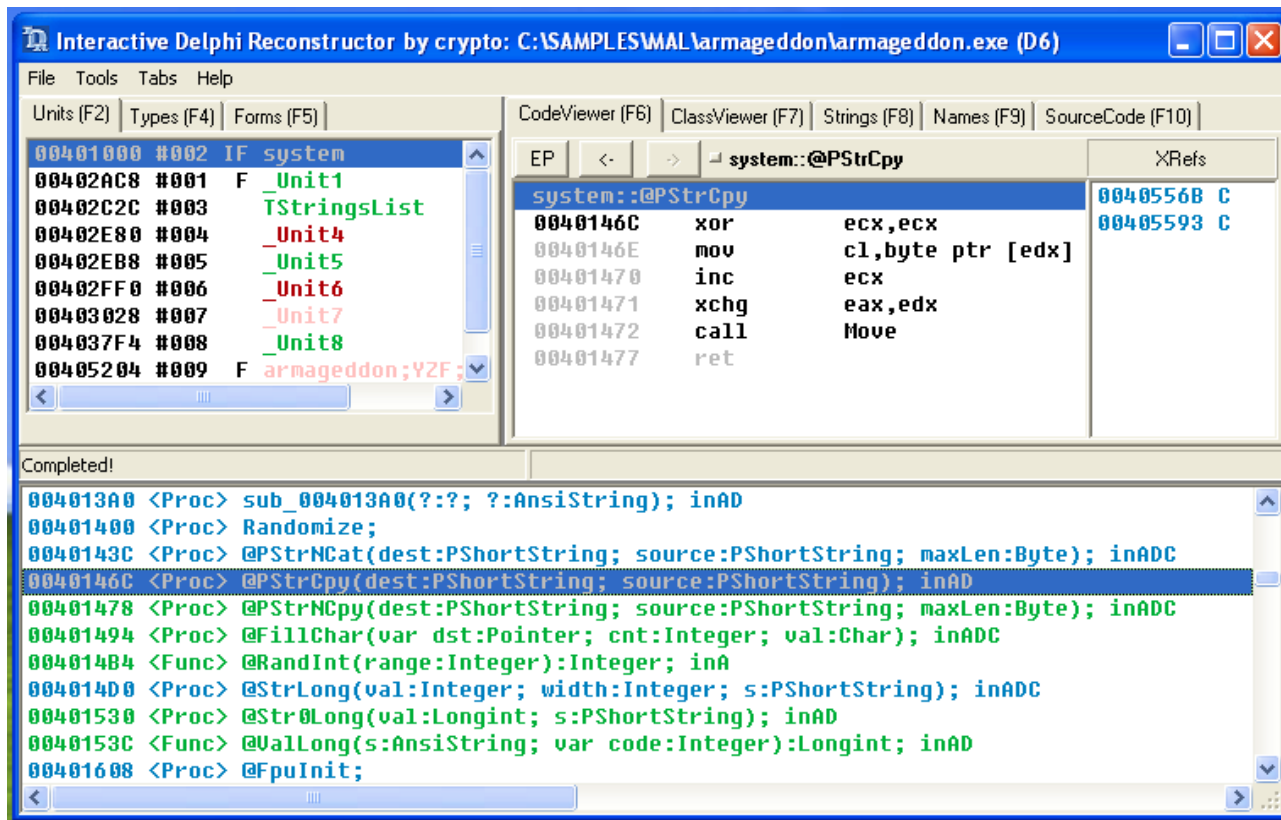 Interactive Delphi Reconstructor by crypto: C:\SAMPLES\MAL\armageddon\armageddon.exe (D6)
File Tools Tabs Help
Units (F2) Types (F4) Forms (F5)
00401000 #002 IF system
00402AC8 #001 F _Unit1
00402C2C #003 TStringsList
00402E80 #004 _Unit4
00402EB8 #005 _Unit5
00402FF0 #006 _Unit6
00403028 #007 _Unit7
004037F4 #008 _Unit8
00405204 #009 F armageddon;YZF;
CodeViewer (F6) ClassViewer (F7) Strings (F8) Names (F9) SourceCode (F10)
EP <- -> system::@PStrCpy XRefs
system::@PStrCpy
0040146C xor ecx,ecx
0040146E mov cl,byte ptr [edx]
00401470 inc ecx
00401471 xchg eax,edx
00401472 call Move
00401477 ret
0040556B C
00405593 C
Completed!
004013A0 <Proc> sub_004013A0(?:?; ?:AnsiString); inAD
00401400 <Proc> Randomize;
0040143C <Proc> @PStrNCat(dest:PShortString; source:PShortString; maxLen:Byte); inADC
0040146C <Proc> @PStrCpy(dest:PShortString; source:PShortString); inAD
00401478 <Proc> @PStrNCpy(dest:PShortString; source:PShortString; maxLen:Byte); inADC
00401494 <Proc> @FillChar(var dst:Pointer; cnt:Integer; val:Char); inADC
004014B4 <Func> @RandInt(range:Integer):Integer; inA
004014D0 <Proc> @StrLong(val:Integer; width:Integer; s:PShortString); inADC
00401530 <Proc> @Str0Long(val:Longint; s:PShortString); inAD
0040153C <Func> @ValLong(s:AnsiString; var code:Integer):Longint; inAD
00401608 <Proc> @FpuInit;